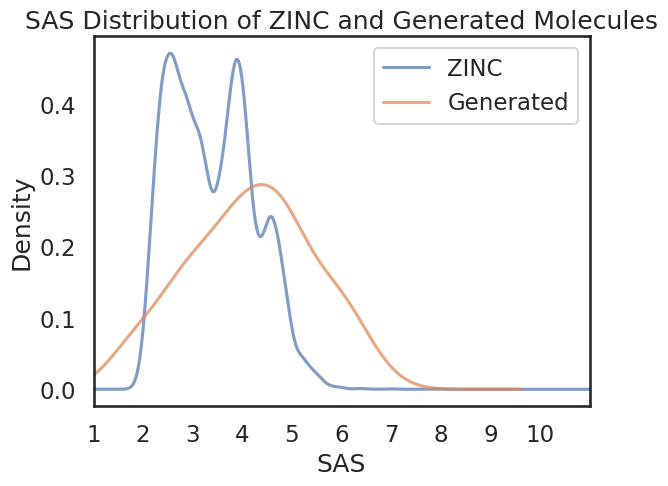 SAS Distribution of ZINC and Generated Molecules
ZINC
Generated
Density
0.4
0.3
0.2
0.1
0.0
1 2 3 4 5 6 7 8 9 10
SAS